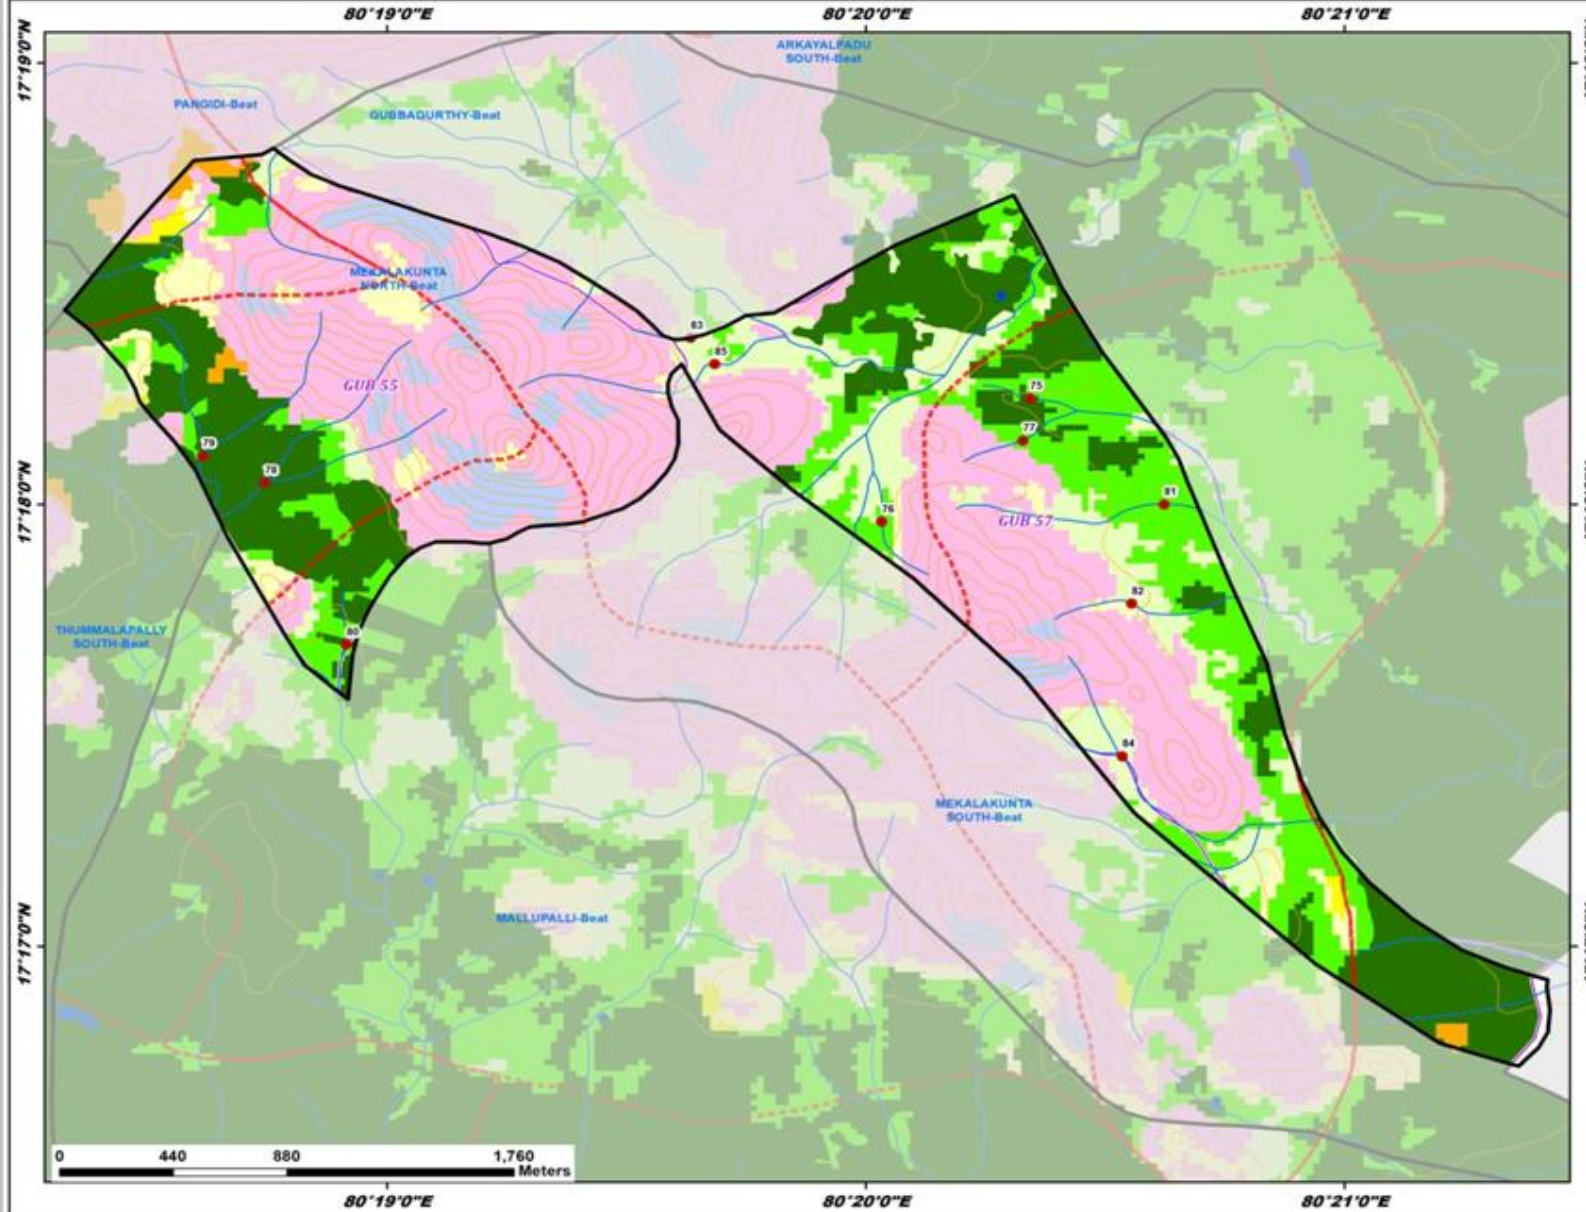 80°19'0"E 80°20'0"E 80°21'0"E
17°19'0"N
ARKAYALPADU
SOUTH-Beat
PANGIDI-Beat
GUBBAGURTHY-Beat
MEKALAKUNTA
NORTH-Beat
83
85
GUB 55
75
77
79
78
81
76
GUB 57
17°18'0"N
82
THUMMALAPALLY
SOUTH-Beat
80
84
MEKALAKUNTA
SOUTH-Beat
MALLUPALLI-Beat
17°17'0"N
0 440 880 1,760
Meters
80°19'0"E 80°20'0"E 80°21'0"E